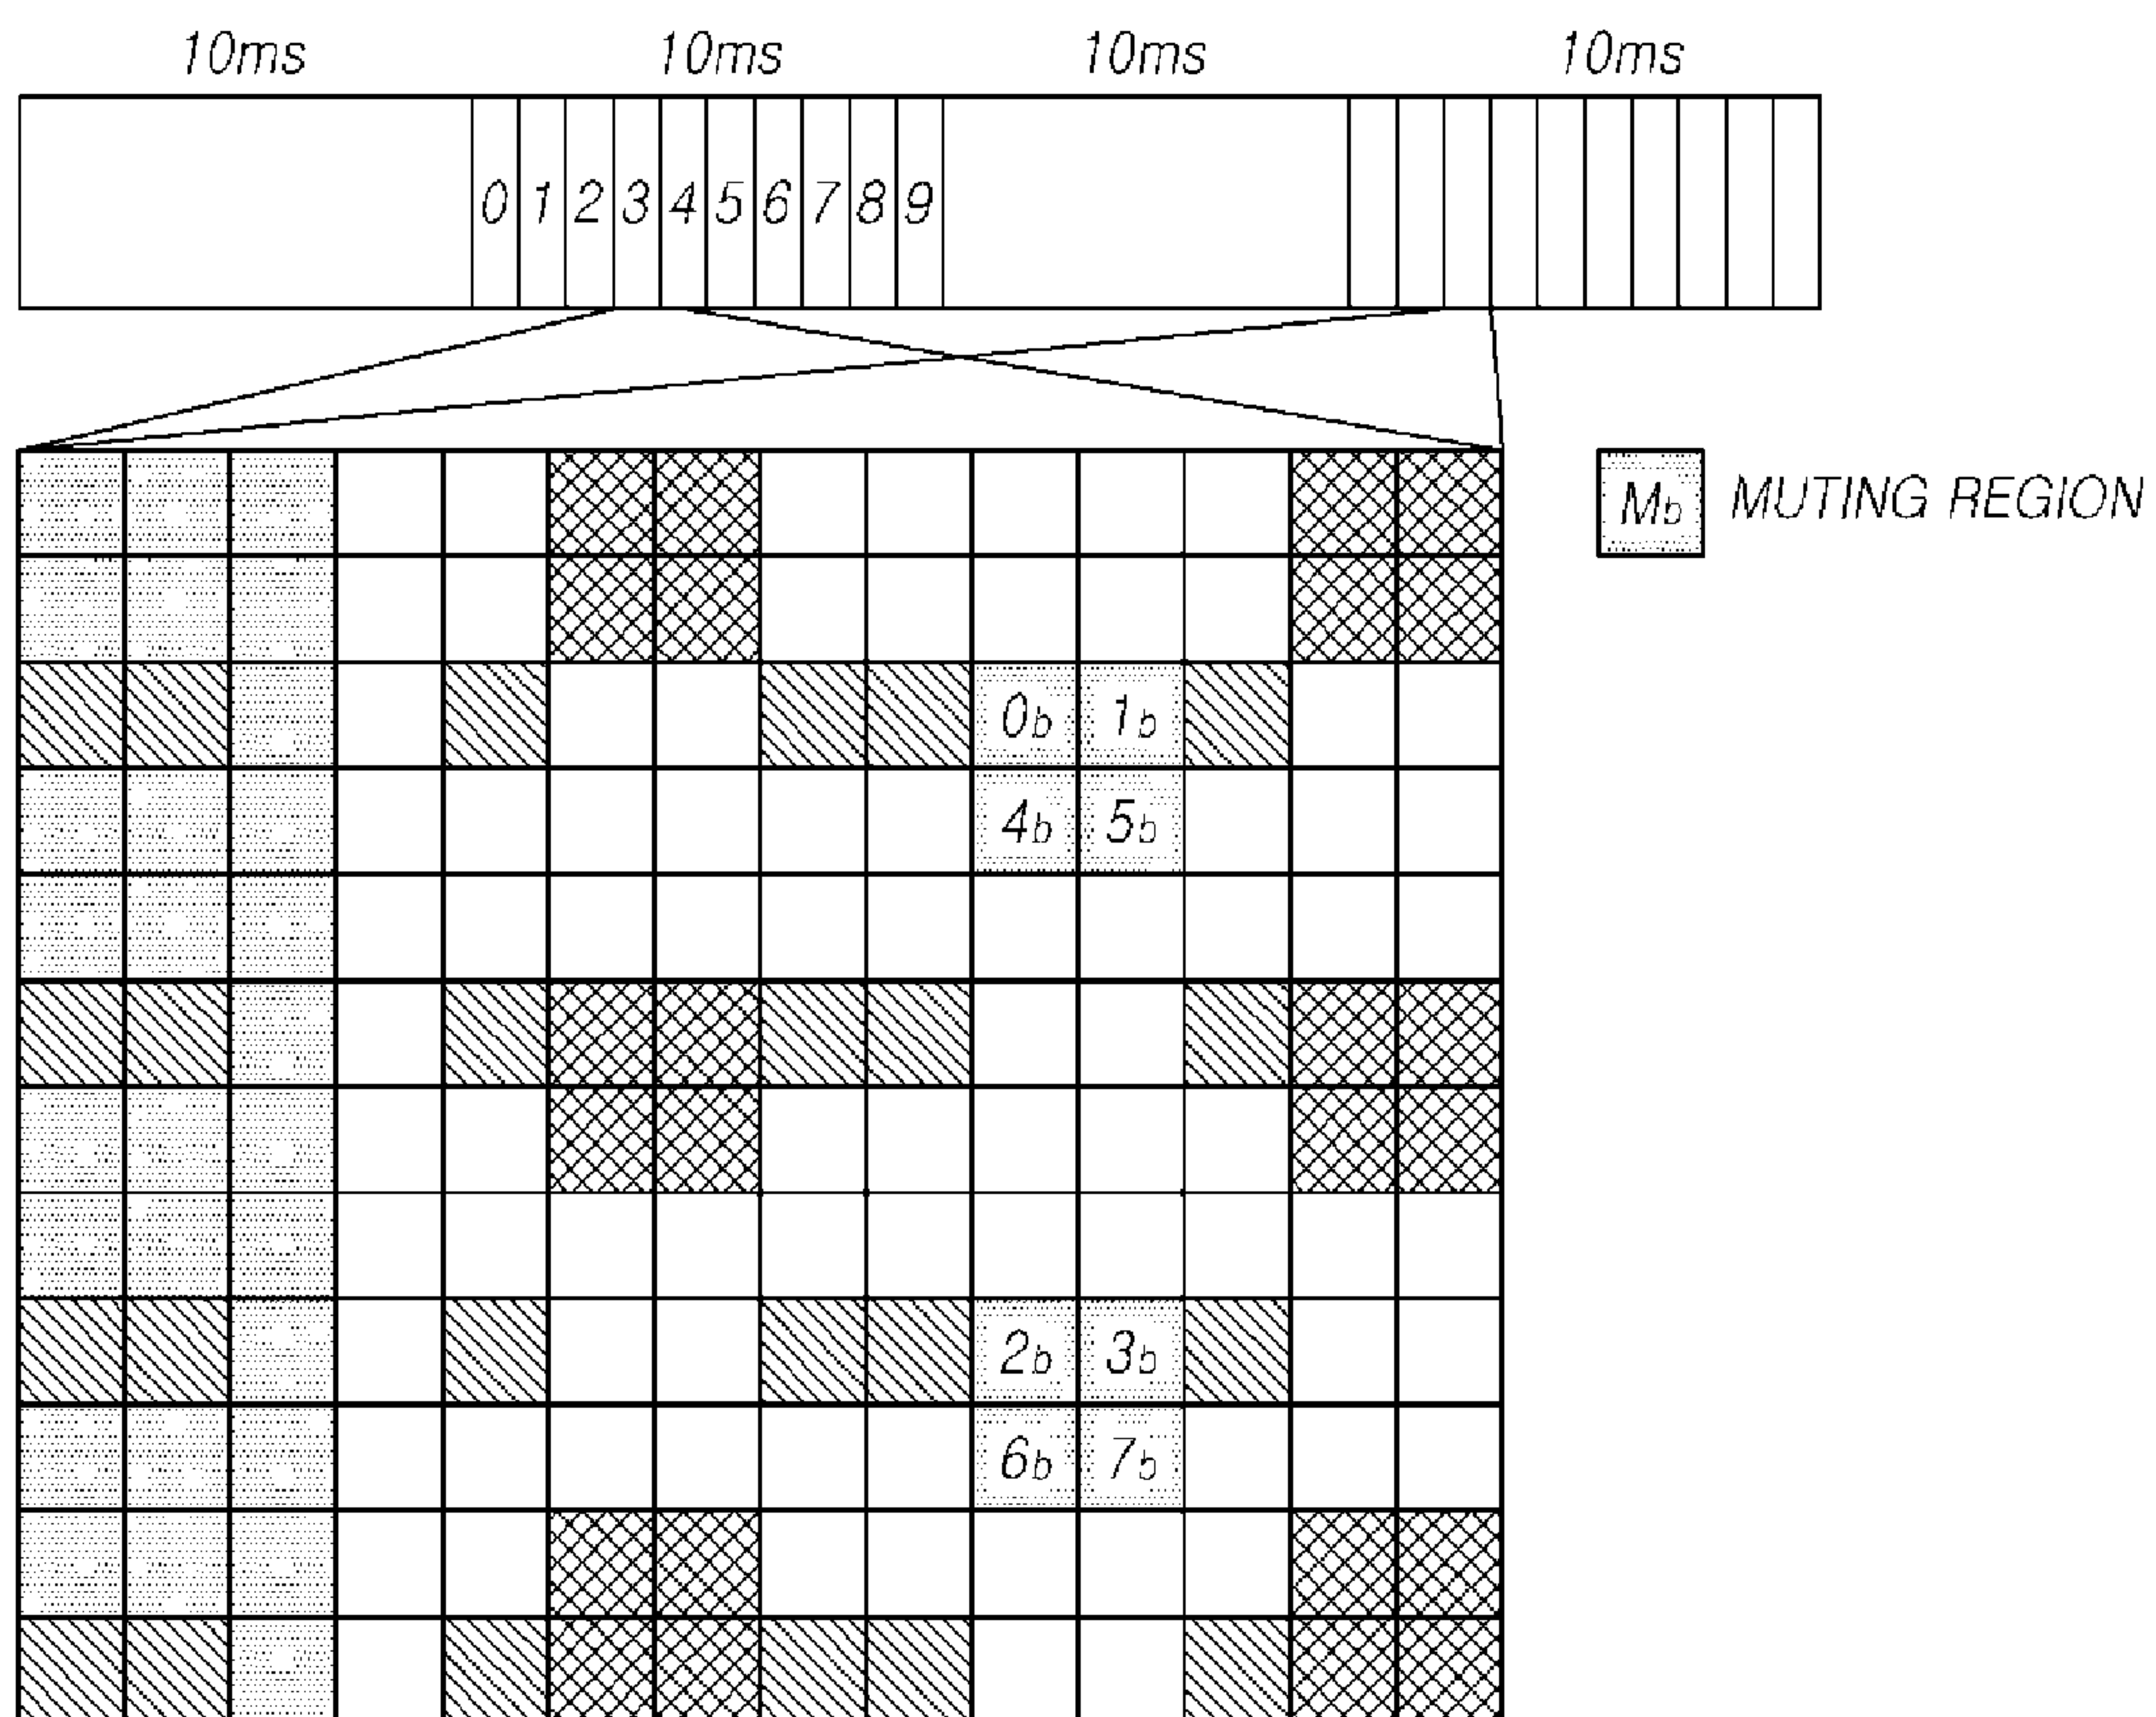 10ms 10ms 10ms 10ms
0 1 2 3 4 5 6 7 8 9
Mb MUTING REGION
0b 1b
4b 5b
2b 3b
6b 7b